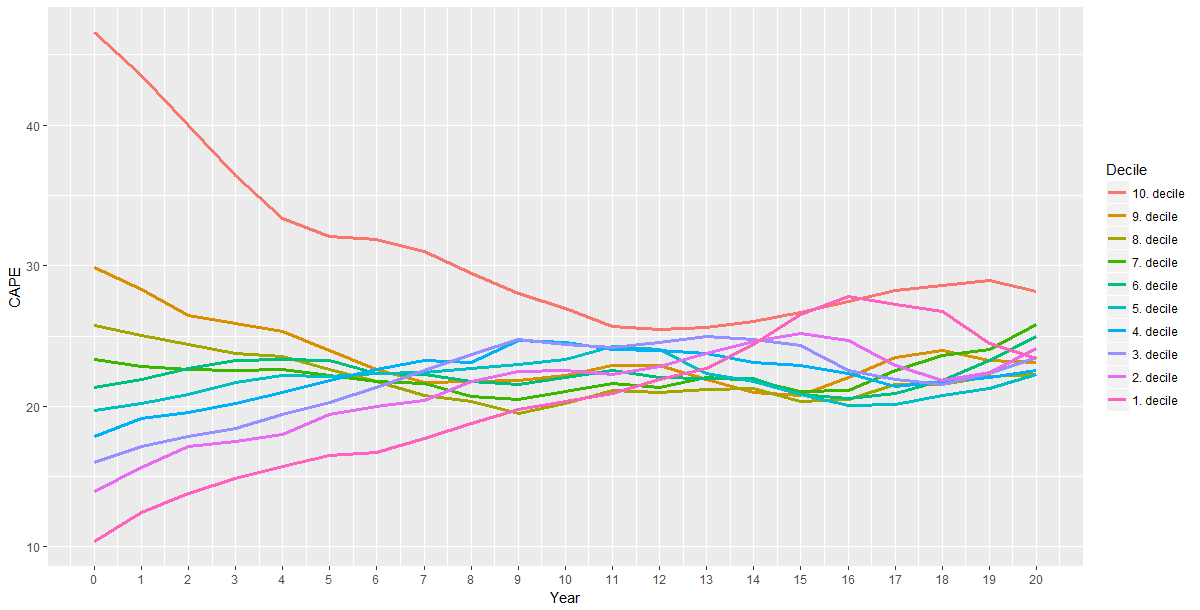 CAPE
40
30
20
10
0 1 2 3 4 5 6 7 8 9 10 11 12 13 14 15 16 17 18 19 20
Year
Decile
10. decile
9. decile
8. decile
7. decile
6. decile
5. decile
4. decile
3. decile
2. decile
1. decile